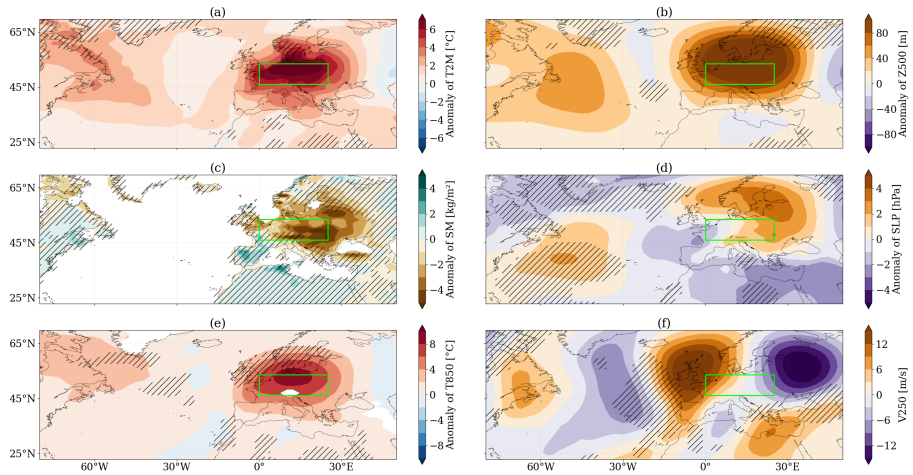 (a) (b)
65°N
45°N
25°N
6
4
2
0
−2
−4
−6
Anomaly of T2M [°C]
80
40
0
−40
−80
Anomaly of Z500 [m]
(c) (d)
65°N
45°N
25°N
4
2
0
−2
−4
Anomaly of SM [kg/m²]
4
2
0
−2
−4
Anomaly of SLP [hPa]
(e) (f)
65°N
45°N
25°N
60°W 30°W 0° 30°E
8
4
0
−4
−8
Anomaly of T850 [°C]
60°W 30°W 0° 30°E
12
6
0
−6
−12
V250 [m/s]